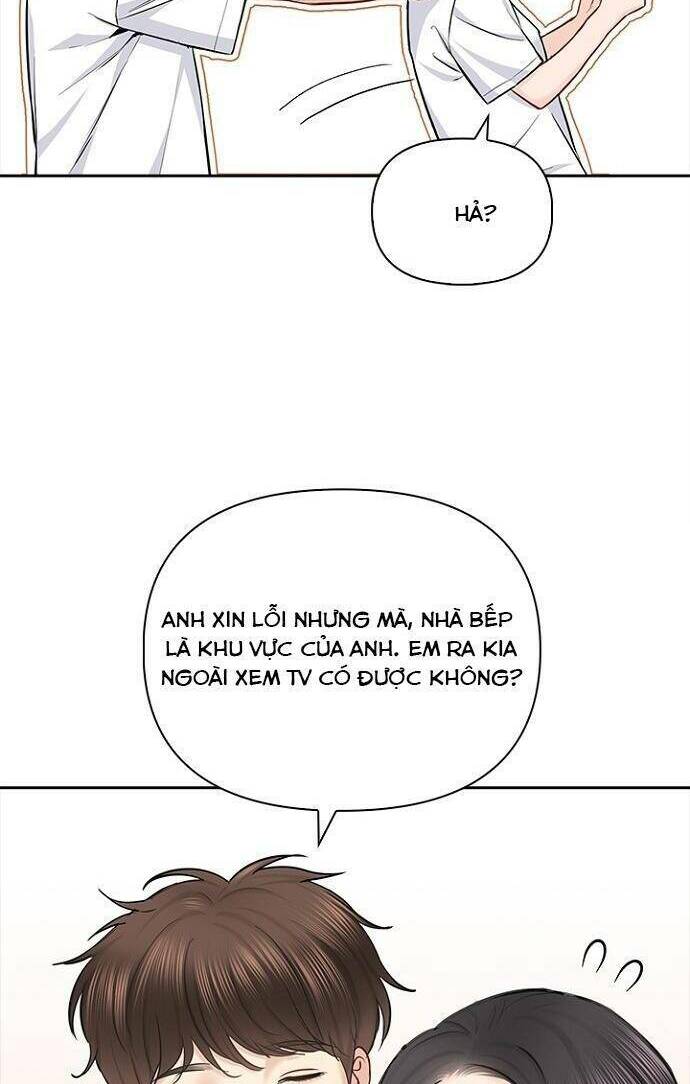 HẢ?
ANH XIN LỖI NHƯNG MÀ, NHÀ BẾP
LÀ KHU VỰC CỦA ANH. EM RA KIA
NGOÀI XEM TV CÓ ĐƯỢC KHÔNG?